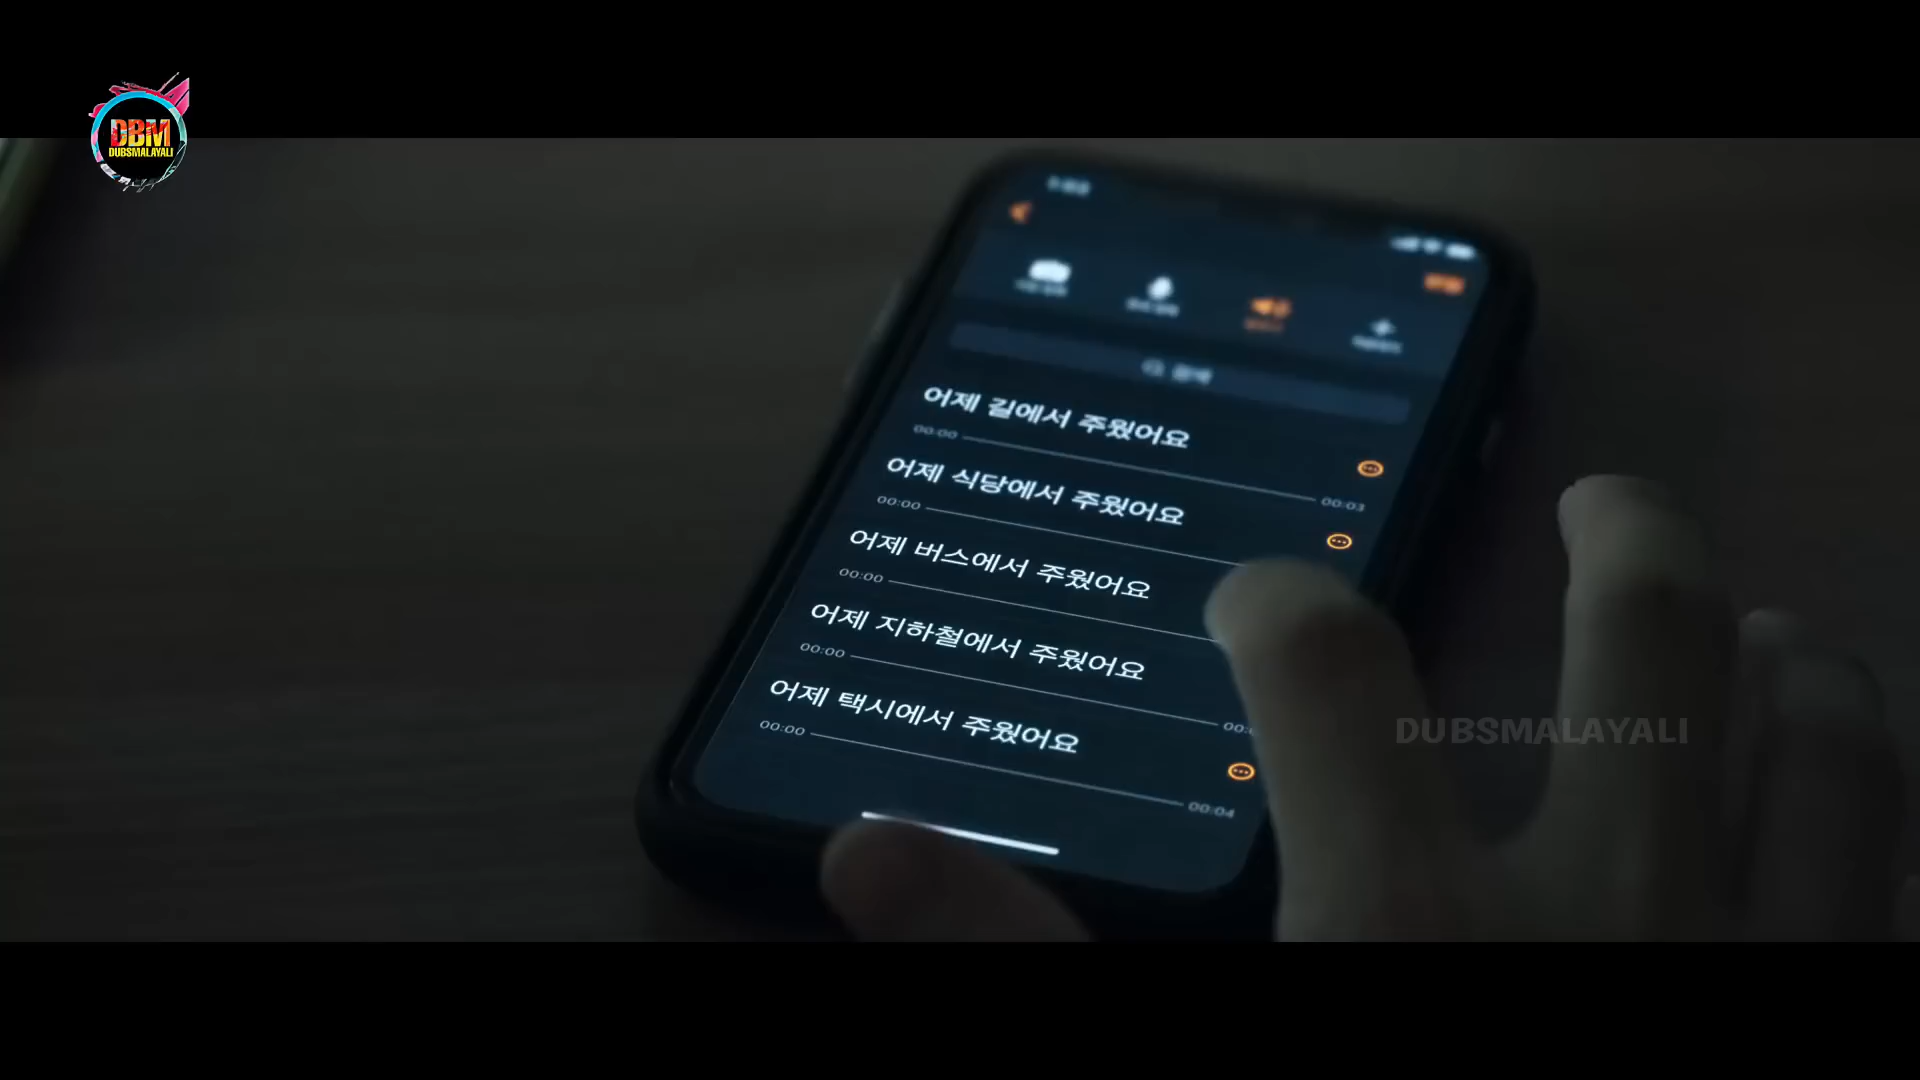 DBM
DUBSMALAYALI
검색
어제 길에서 주웠어요
00:00 00:03
어제 식당에서 주웠어요
00:00
어제 버스에서 주웠어요
00:00
어제 지하철에서 주웠어요
00:00
어제 택시에서 주웠어요
00:00 00:04
DUBSMALAYALI